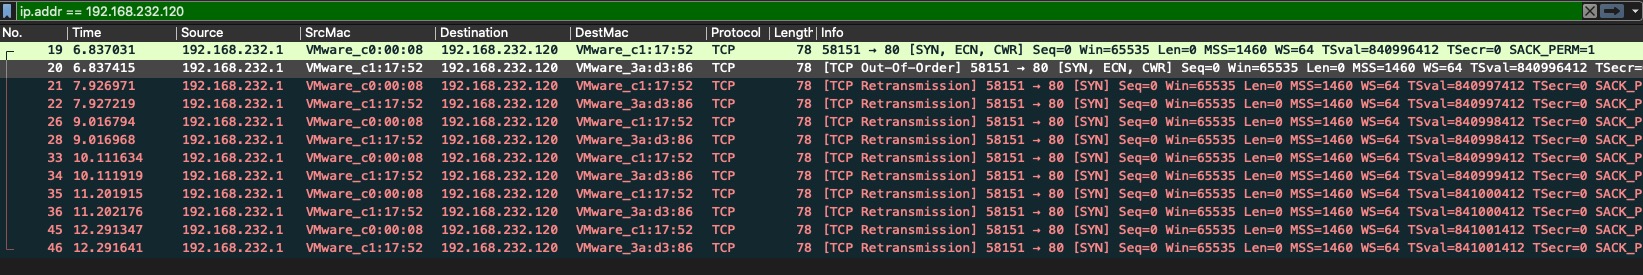 ip.addr == 192.168.232.120
No. Time Source SrcMac Destination DestMac Protocol Length Info
19 6.837031 192.168.232.1 VMware_c0:00:08 192.168.232.120 VMware_c1:17:52 TCP 78 58151 → 80 [SYN, ECN, CWR] Seq=0 Win=65535 Len=0 MSS=1460 WS=64 TSval=840996412 TSecr=0 SACK_PERM=1
20 6.837415 192.168.232.1 VMware_c1:17:52 192.168.232.120 VMware_3a:d3:86 TCP 78 [TCP Out-Of-Order] 58151 → 80 [SYN, ECN, CWR] Seq=0 Win=65535 Len=0 MSS=1460 WS=64 TSval=840996412 TSecr=
21 7.926971 192.168.232.1 VMware_c0:00:08 192.168.232.120 VMware_c1:17:52 TCP 78 [TCP Retransmission] 58151 → 80 [SYN] Seq=0 Win=65535 Len=0 MSS=1460 WS=64 TSval=840997412 TSecr=0 SACK_P
22 7.927219 192.168.232.1 VMware_c1:17:52 192.168.232.120 VMware_3a:d3:86 TCP 78 [TCP Retransmission] 58151 → 80 [SYN] Seq=0 Win=65535 Len=0 MSS=1460 WS=64 TSval=840997412 TSecr=0 SACK_P
26 9.016794 192.168.232.1 VMware_c0:00:08 192.168.232.120 VMware_c1:17:52 TCP 78 [TCP Retransmission] 58151 → 80 [SYN] Seq=0 Win=65535 Len=0 MSS=1460 WS=64 TSval=840998412 TSecr=0 SACK_P
28 9.016968 192.168.232.1 VMware_c1:17:52 192.168.232.120 VMware_3a:d3:86 TCP 78 [TCP Retransmission] 58151 → 80 [SYN] Seq=0 Win=65535 Len=0 MSS=1460 WS=64 TSval=840998412 TSecr=0 SACK_P
33 10.111634 192.168.232.1 VMware_c0:00:08 192.168.232.120 VMware_c1:17:52 TCP 78 [TCP Retransmission] 58151 → 80 [SYN] Seq=0 Win=65535 Len=0 MSS=1460 WS=64 TSval=840999412 TSecr=0 SACK_P
34 10.111919 192.168.232.1 VMware_c1:17:52 192.168.232.120 VMware_3a:d3:86 TCP 78 [TCP Retransmission] 58151 → 80 [SYN] Seq=0 Win=65535 Len=0 MSS=1460 WS=64 TSval=840999412 TSecr=0 SACK_P
35 11.201915 192.168.232.1 VMware_c0:00:08 192.168.232.120 VMware_c1:17:52 TCP 78 [TCP Retransmission] 58151 → 80 [SYN] Seq=0 Win=65535 Len=0 MSS=1460 WS=64 TSval=841000412 TSecr=0 SACK_P
36 11.202176 192.168.232.1 VMware_c1:17:52 192.168.232.120 VMware_3a:d3:86 TCP 78 [TCP Retransmission] 58151 → 80 [SYN] Seq=0 Win=65535 Len=0 MSS=1460 WS=64 TSval=841000412 TSecr=0 SACK_P
45 12.291347 192.168.232.1 VMware_c0:00:08 192.168.232.120 VMware_c1:17:52 TCP 78 [TCP Retransmission] 58151 → 80 [SYN] Seq=0 Win=65535 Len=0 MSS=1460 WS=64 TSval=841001412 TSecr=0 SACK_P
46 12.291641 192.168.232.1 VMware_c1:17:52 192.168.232.120 VMware_3a:d3:86 TCP 78 [TCP Retransmission] 58151 → 80 [SYN] Seq=0 Win=65535 Len=0 MSS=1460 WS=64 TSval=841001412 TSecr=0 SACK_P